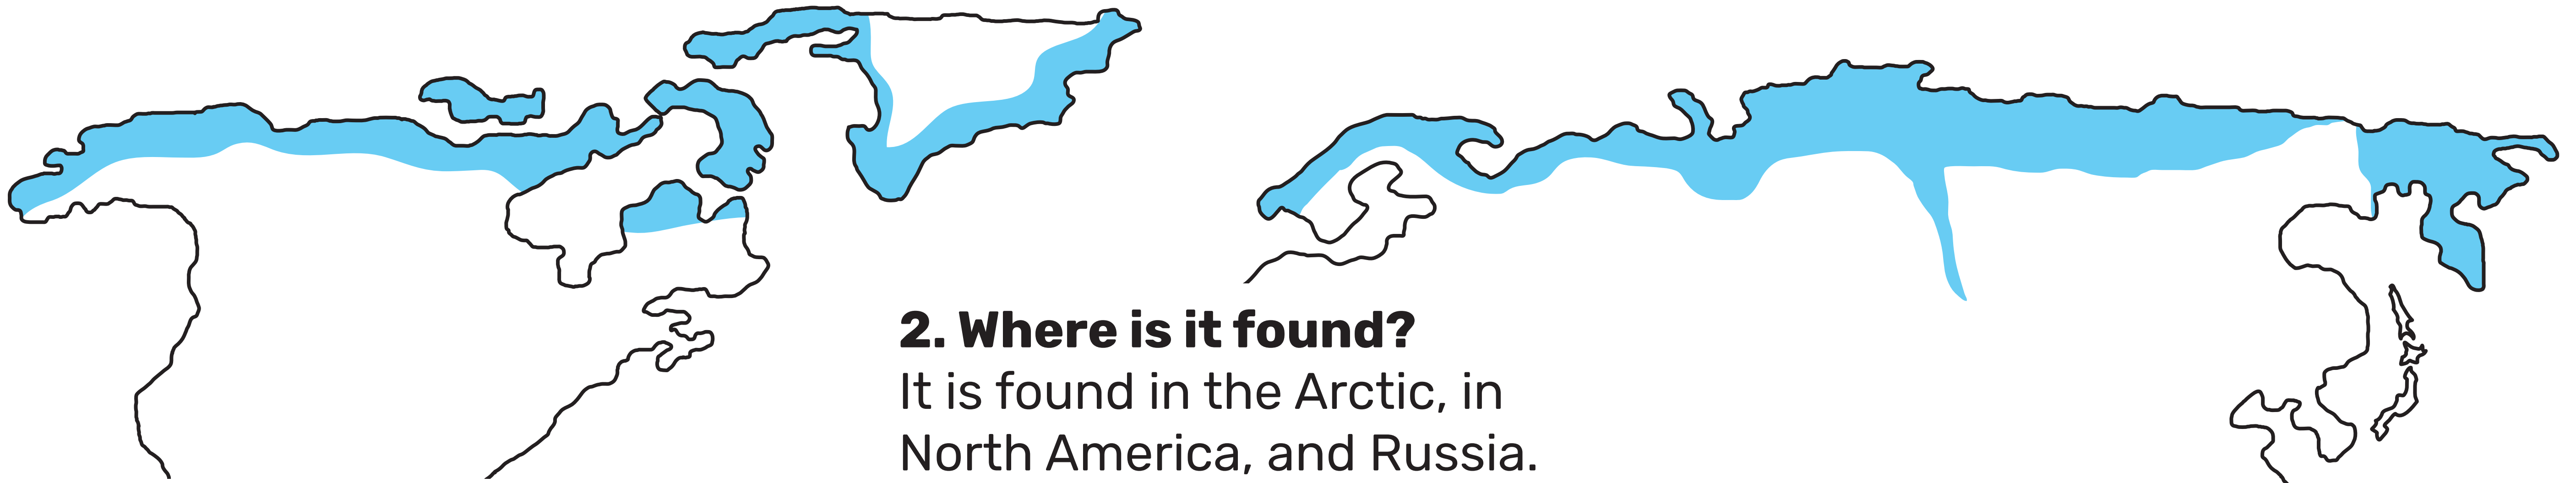 2. Where is it found?
It is found in the Arctic, in
North America, and Russia.